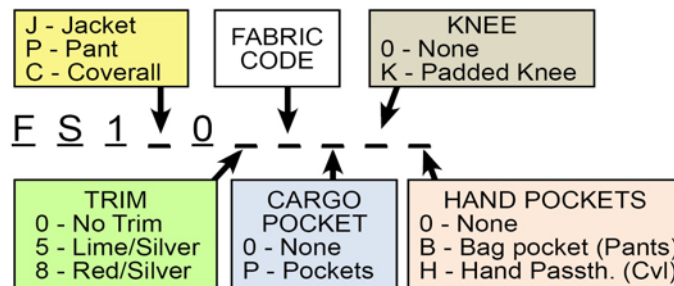 J - Jacket
P - Pant
C - Coverall
FABRIC
CODE
KNEE
0 - None
K - Padded Knee
F S 1 _ 0 _ _ _ _ _
TRIM
0 - No Trim
5 - Lime/Silver
8 - Red/Silver
CARGO
POCKET
0 - None
P - Pockets
HAND POCKETS
0 - None
B - Bag pocket (Pants)
H - Hand Passth. (Cvl)